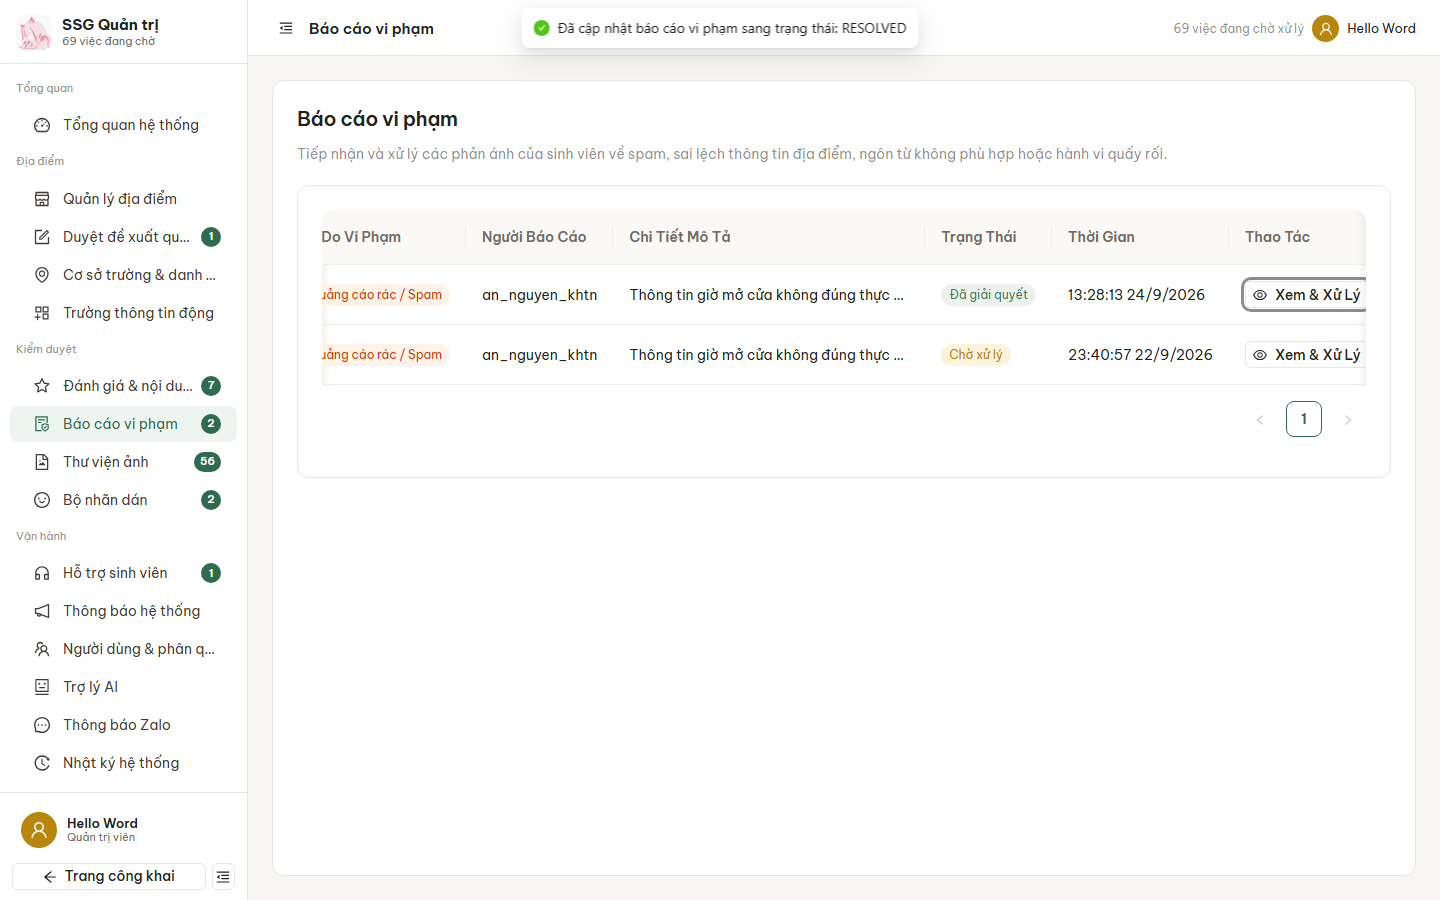 SSG Quản trị
69 việc đang chờ
Báo cáo vi phạm
Đã cập nhật báo cáo vi phạm sang trạng thái: RESOLVED
69 việc đang chờ xử lý
Hello Word
Tổng quan
Tổng quan hệ thống
Địa điểm
Quản lý địa điểm
Duyệt đề xuất qu... 1
Cơ sở trường & danh ...
Trường thông tin động
Kiểm duyệt
Đánh giá & nội du... 7
Báo cáo vi phạm 2
Thư viện ảnh 56
Bộ nhãn dán 2
Vận hành
Hỗ trợ sinh viên 1
Thông báo hệ thống
Người dùng & phân q...
Trợ lý AI
Thông báo Zalo
Nhật ký hệ thống
Hello Word
Quản trị viên
Trang công khai
Báo cáo vi phạm
Tiếp nhận và xử lý các phản ánh của sinh viên về spam, sai lệch thông tin địa điểm, ngôn từ không phù hợp hoặc hành vi quấy rối.
Do Vi Phạm Người Báo Cáo Chi Tiết Mô Tả Trạng Thái Thời Gian Thao Tác
uảng cáo rác / Spam an_nguyen_khtn Thông tin giờ mở cửa không đúng thực ... Đã giải quyết 13:28:13 24/9/2026 Xem & Xử Lý
uảng cáo rác / Spam an_nguyen_khtn Thông tin giờ mở cửa không đúng thực ... Chờ xử lý 23:40:57 22/9/2026 Xem & Xử Lý
< 1 >